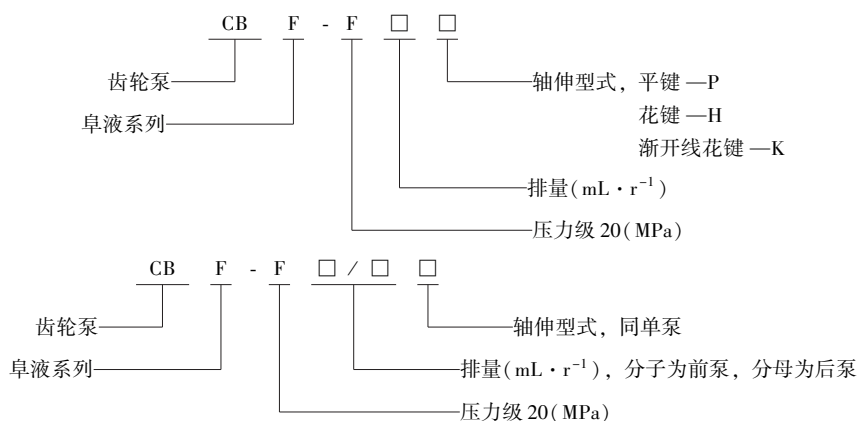 CB F - F □ □
齿轮泵 轴伸型式，平键 —P
阜液系列 花键 —H
渐开线花键 —K
排量(mL·r⁻¹)
压力级 20(MPa)
CB F - F □ / □ □
齿轮泵 轴伸型式，同单泵
阜液系列 排量(mL·r⁻¹)，分子为前泵，分母为后泵
压力级20(MPa)